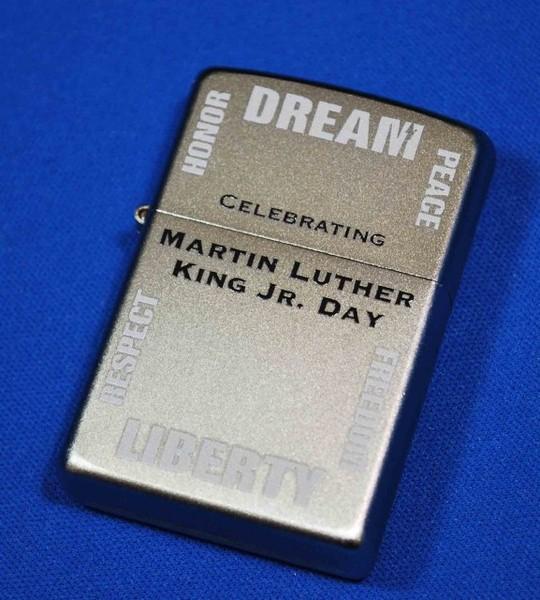 DREAM
HONOR
PEACE
CELEBRATING
MARTIN LUTHER
KING JR. DAY
RESPECT
FREEDOM
LIBERTY